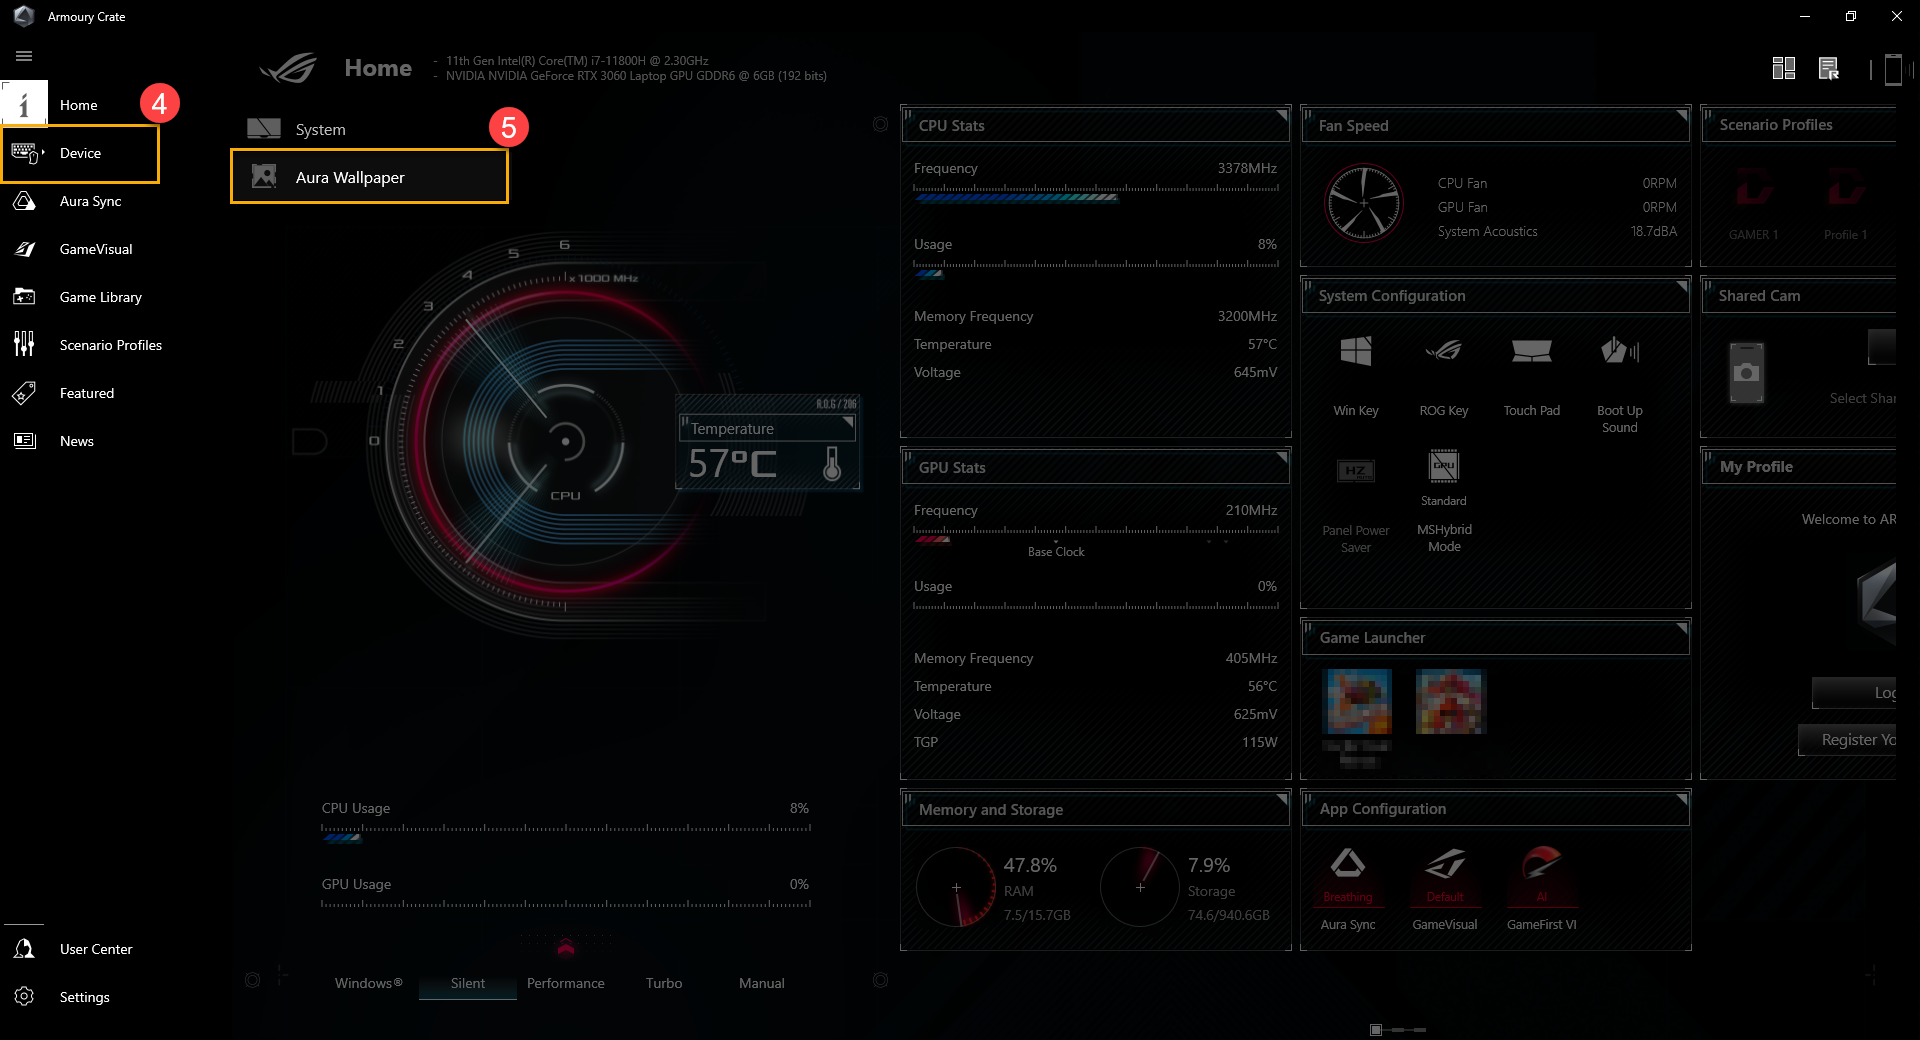 Armoury Crate
Home
- 11th Gen Intel(R) Core(TM) i7-11800H @ 2.30GHz
- NVIDIA NVIDIA GeForce RTX 3060 Laptop GPU GDDR6 @ 6GB (192 bits)
Home
4
Device
Aura Sync
GameVisual
Game Library
Scenario Profiles
Featured
News
User Center
Settings
System
5
Aura Wallpaper
0
1
2
3
4
5
6
x 1000 MHz
CPU
R.O.G / 206
Temperature
57°C
CPU Usage
8%
GPU Usage
0%
Windows®
Silent
Performance
Turbo
Manual
CPU Stats
Frequency
3378MHz
Usage
8%
Memory Frequency
3200MHz
Temperature
57°C
Voltage
645mV
GPU Stats
Frequency
210MHz
Base Clock
Usage
0%
Memory Frequency
405MHz
Temperature
56°C
Voltage
625mV
TGP
115W
Memory and Storage
47.8%
RAM
7.5/15.7GB
7.9%
Storage
74.6/940.6GB
Fan Speed
CPU Fan
0RPM
GPU Fan
0RPM
System Acoustics
18.7dBA
System Configuration
Win Key
ROG Key
Touch Pad
Boot Up
Sound
HZ
Panel Power
Saver
GPU
Standard
MSHybrid
Mode
Game Launcher
App Configuration
Breathing
Aura Sync
Default
GameVisual
AI
GameFirst VI
Scenario Profiles
GAMER 1
Profile 1
Shared Cam
Select Shar
My Profile
Welcome to AR
Log
Register Yo